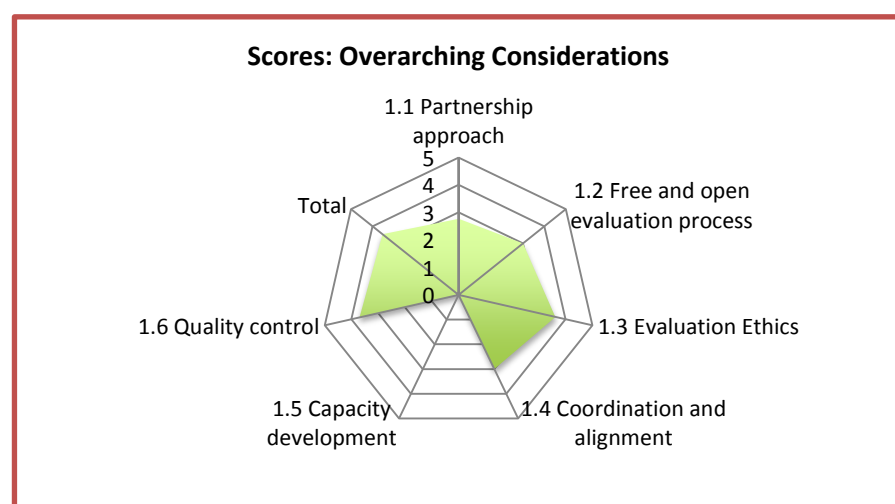 Scores: Overarching Considerations
1.1 Partnership
approach
5
4
3
2
1
0
1.2 Free and open
evaluation process
1.3 Evaluation Ethics
1.4 Coordination and
alignment
1.5 Capacity
development
1.6 Quality control
Total